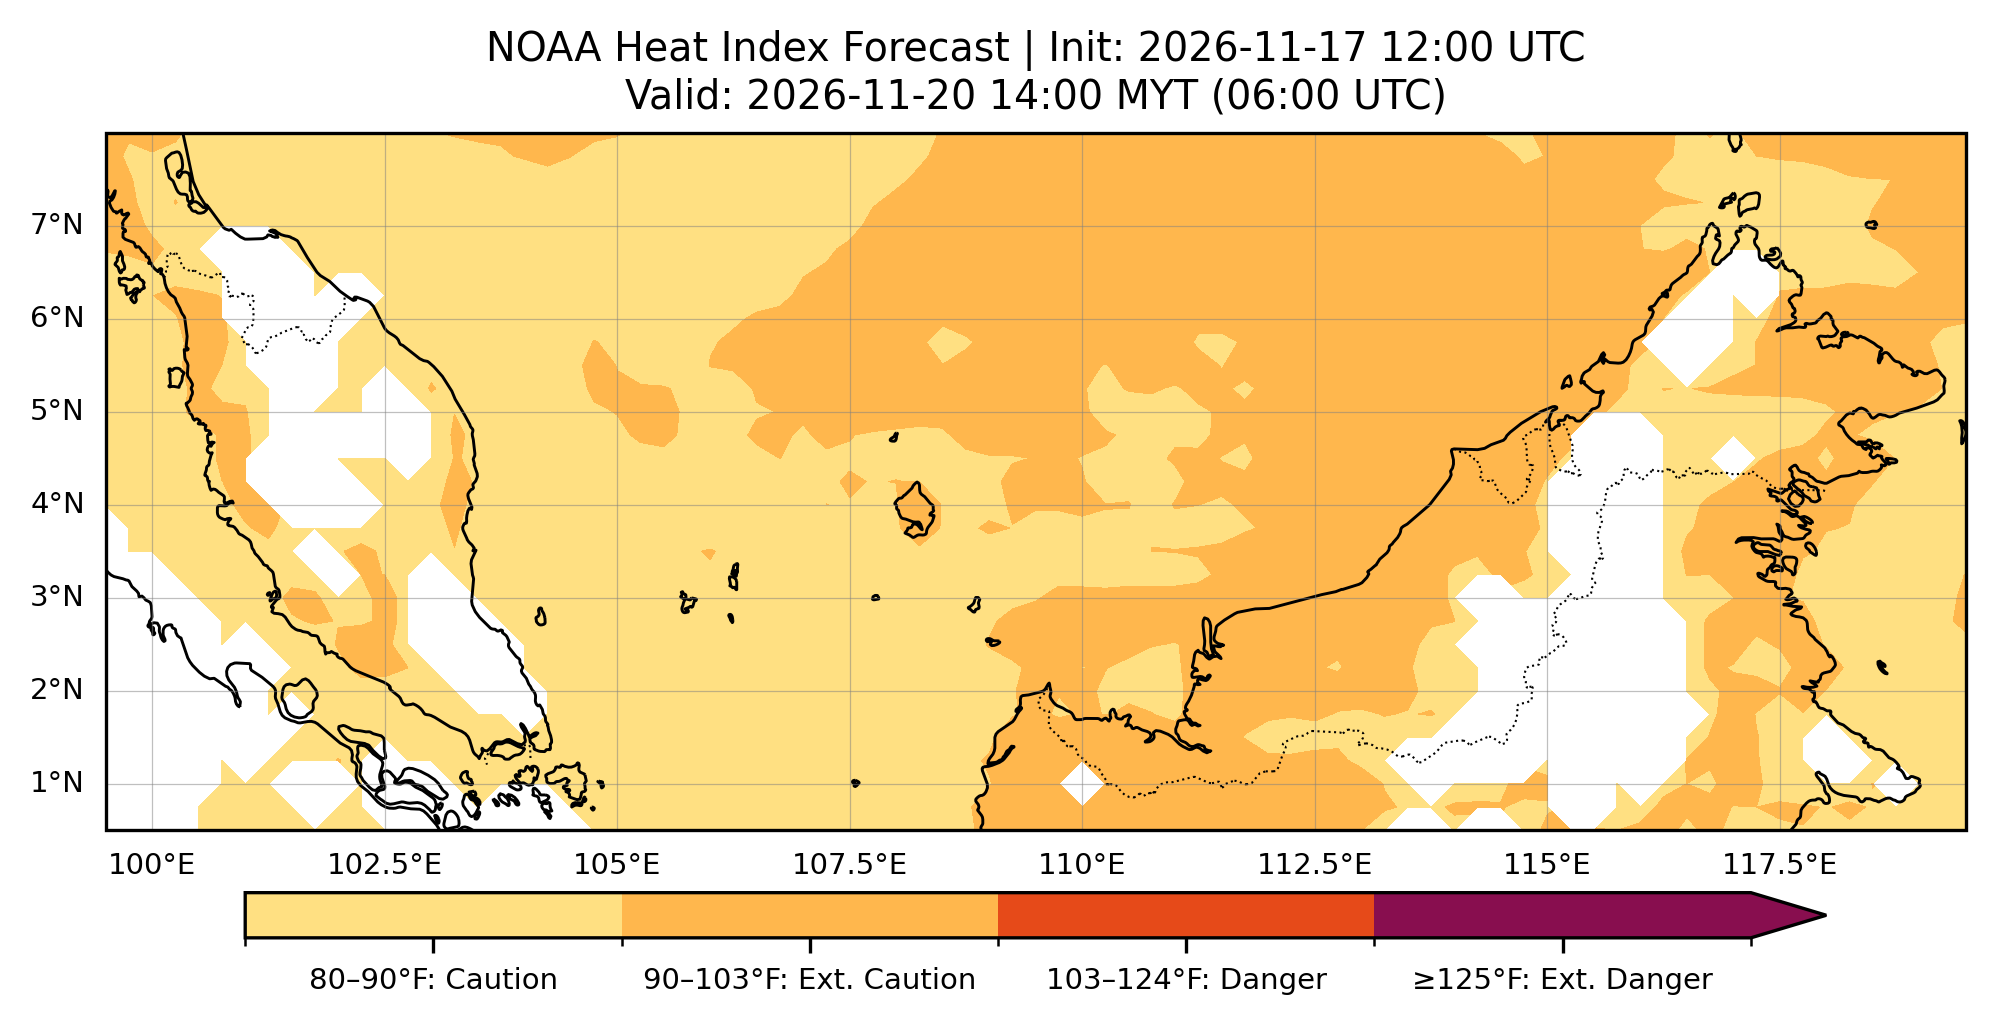 NOAA Heat Index Forecast | Init: 2026-11-17 12:00 UTC
Valid: 2026-11-20 14:00 MYT (06:00 UTC)
7°N
6°N
5°N
4°N
3°N
2°N
1°N
100°E 102.5°E 105°E 107.5°E 110°E 112.5°E 115°E 117.5°E
80–90°F: Caution 90–103°F: Ext. Caution 103–124°F: Danger ≥125°F: Ext. Danger